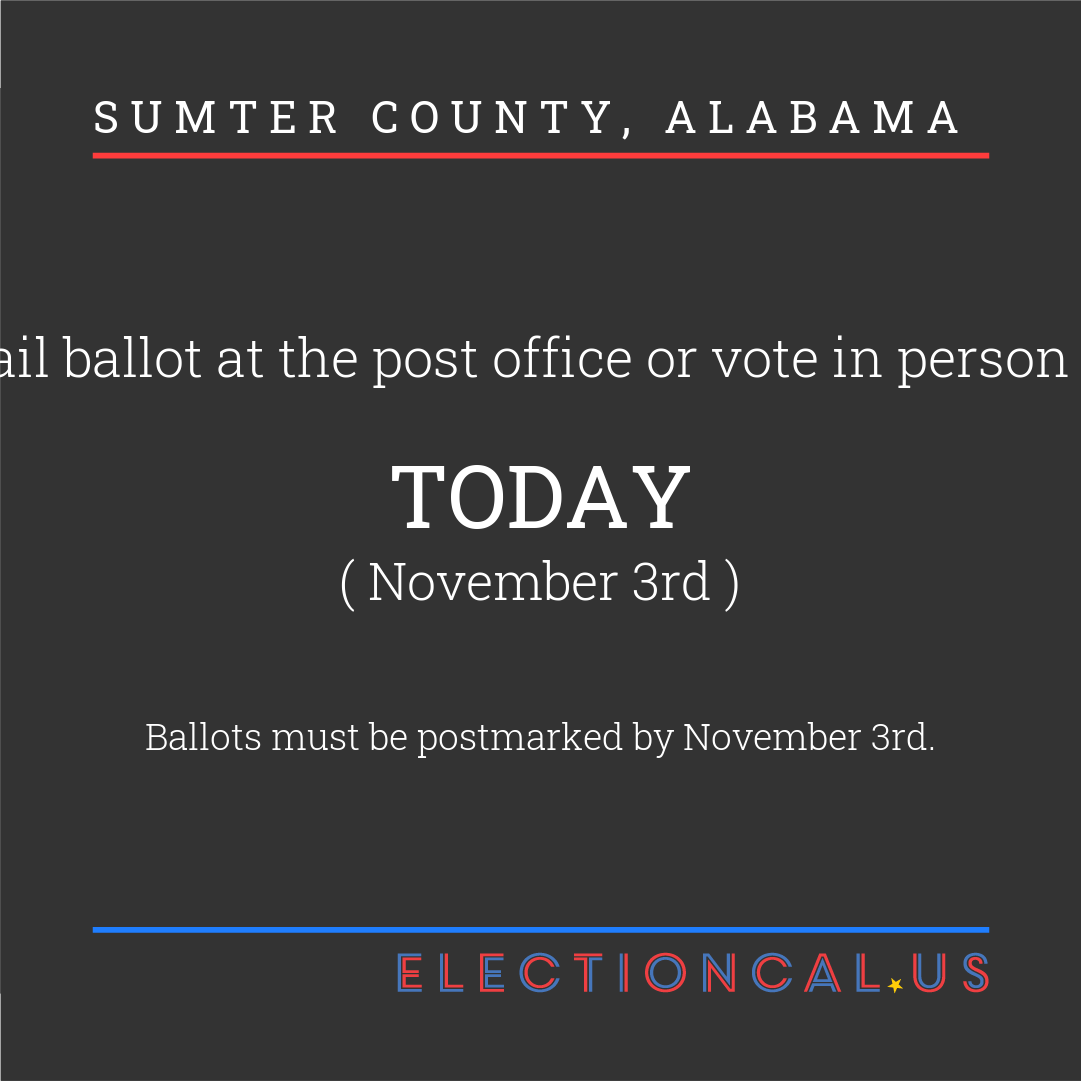 SUMTER COUNTY, ALABAMA
ail ballot at the post office or vote in person
TODAY
( November 3rd )
Ballots must be postmarked by November 3rd.
ELECTIONCAL.US